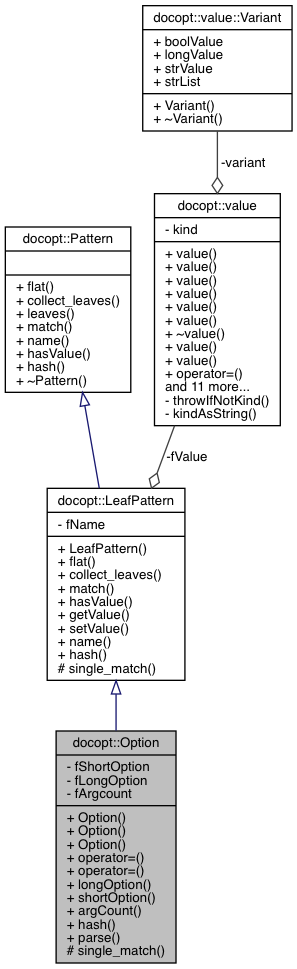 docopt::value::Variant
+ boolValue
+ longValue
+ strValue
+ strList
+ Variant()
+ ~Variant()
-variant
docopt::value
- kind
+ value()
+ value()
+ value()
+ value()
+ value()
+ value()
+ ~value()
+ value()
+ value()
+ operator=()
and 11 more...
- throwIfNotKind()
- kindAsString()
docopt::Pattern
+ flat()
+ collect_leaves()
+ leaves()
+ match()
+ name()
+ hasValue()
+ hash()
+ ~Pattern()
-fValue
docopt::LeafPattern
- fName
+ LeafPattern()
+ flat()
+ collect_leaves()
+ match()
+ hasValue()
+ getValue()
+ setValue()
+ name()
+ hash()
# single_match()
docopt::Option
- fShortOption
- fLongOption
- fArgcount
+ Option()
+ Option()
+ Option()
+ operator=()
+ operator=()
+ longOption()
+ shortOption()
+ argCount()
+ hash()
+ parse()
# single_match()